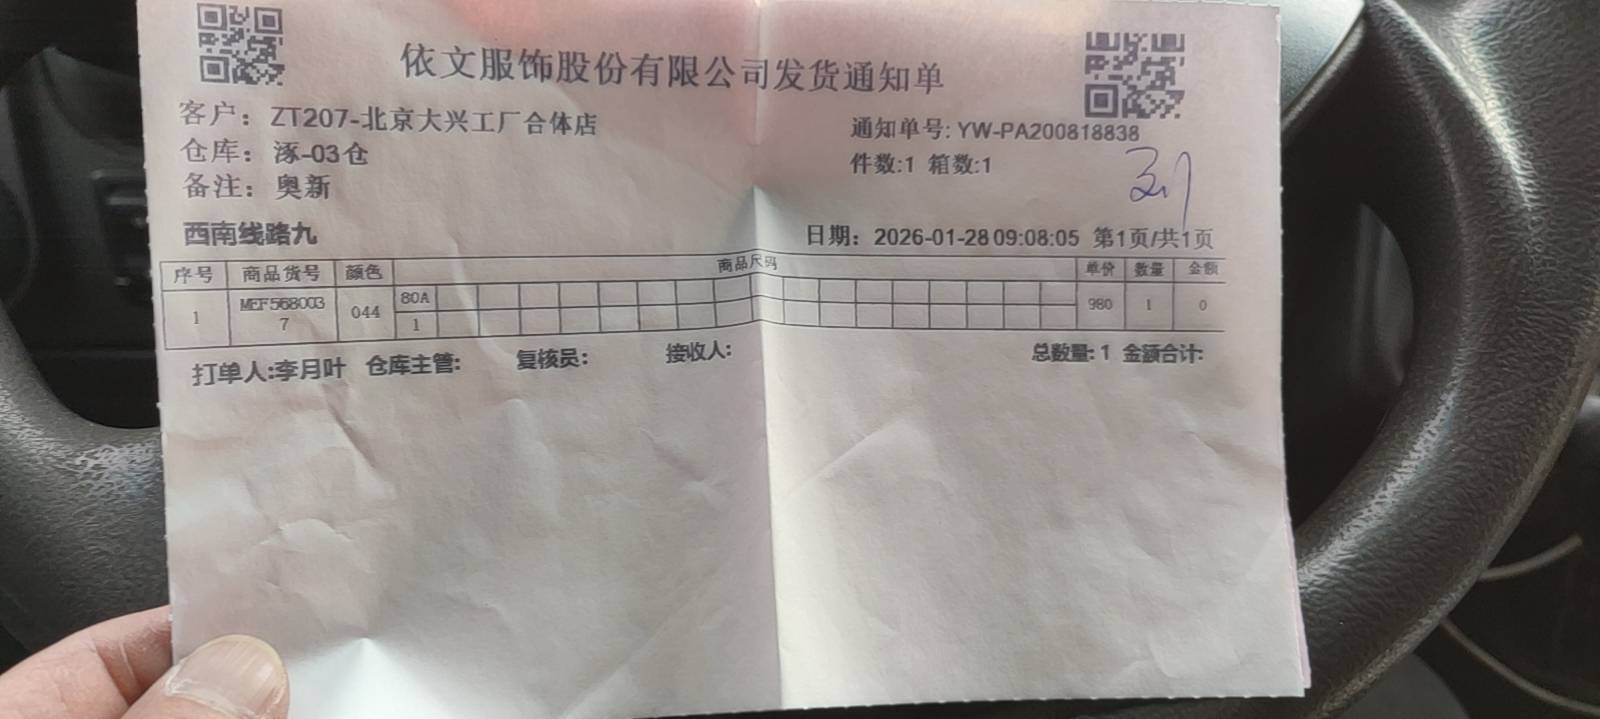 依文服饰股份有限公司发货通知单
客户：ZT207-北京大兴工厂合体店
通知单号: YW-PA200818838
仓库：涿-03仓
件数:1 箱数:1
备注：奥新
西南线路九
日期：2026-01-28 09:08:05 第1页/共1页
序号 商品货号 颜色 商品尺码 单价 数量 金额
1 MEF5680037 044 80A 980 1 0
1
打单人:李月叶 仓库主管: 复核员: 接收人: 总数量: 1 金额合计: